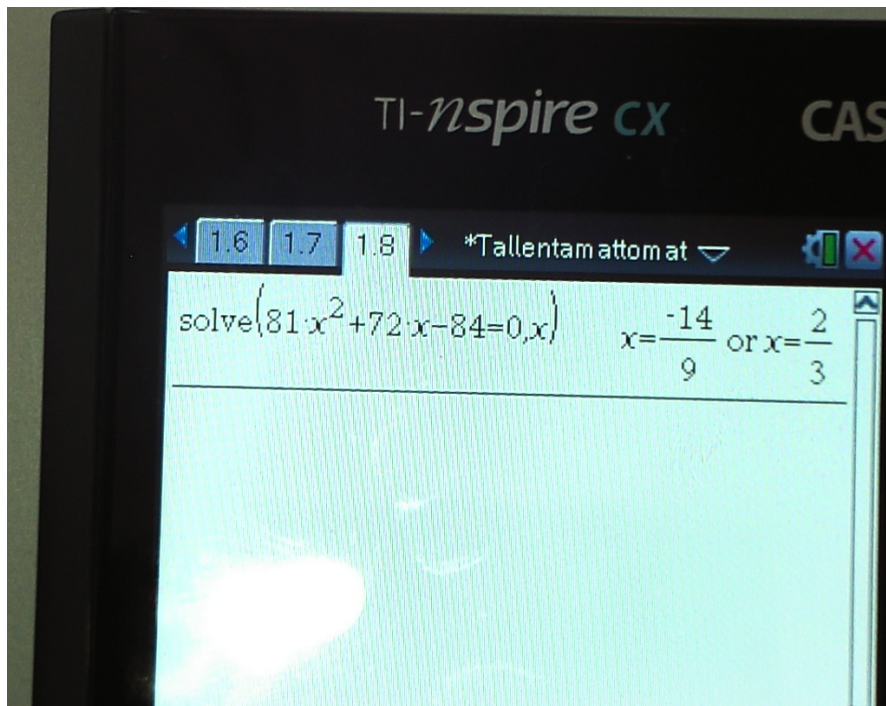 TI-nspire CX CAS
1.6 1.7 1.8 *Tallentamattomat
solve(81·x²+72·x−84=0,x) x=-14/9 or x=2/3